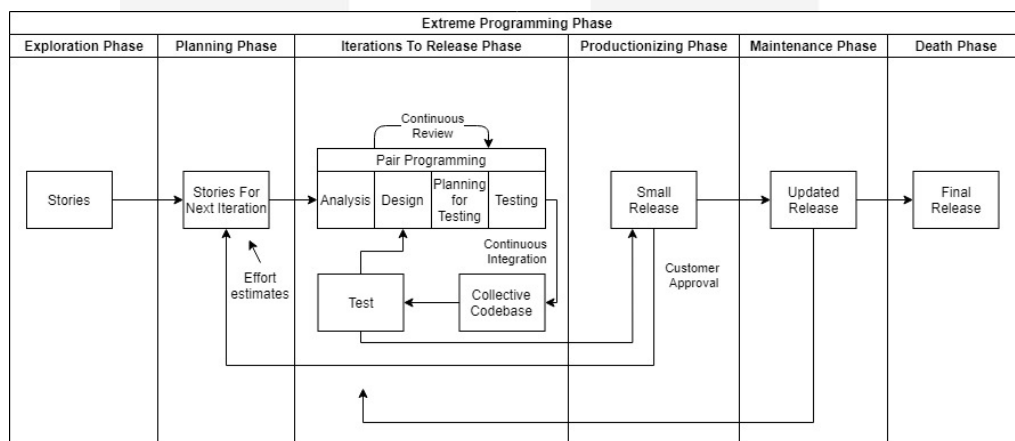 Extreme Programming Phase
Exploration Phase
Planning Phase
Iterations To Release Phase
Productionizing Phase
Maintenance Phase
Death Phase
Continuous
Review
Pair Programming
Stories
Stories For
Next Iteration
Analysis
Design
Planning
for
Testing
Testing
Small
Release
Updated
Release
Final
Release
Continuous
Integration
Effort
estimates
Test
Collective
Codebase
Customer
Approval